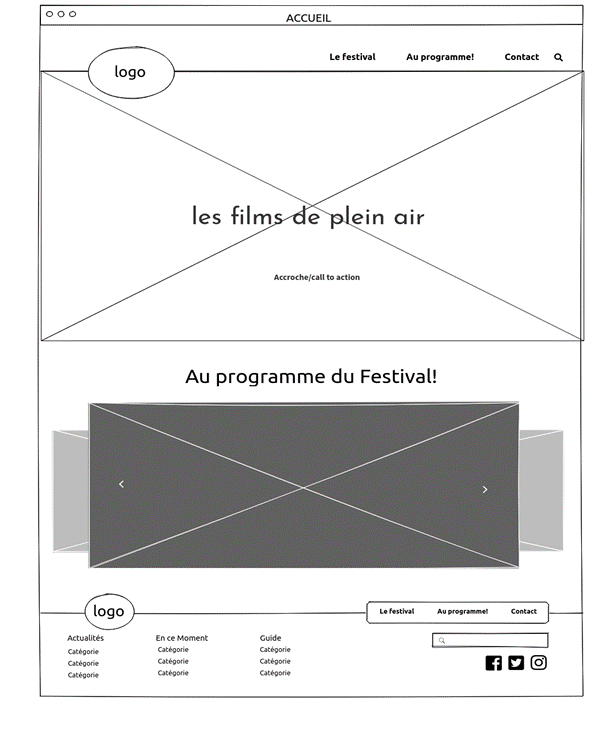 ACCUEIL
logo
Le festival Au programme! Contact
les films de plein air
Accroche/call to action
Au programme du Festival!
logo
Le festival Au programme! Contact
Actualités En ce Moment Guide
Catégorie Catégorie Catégorie
Catégorie Catégorie Catégorie
Catégorie Catégorie Catégorie